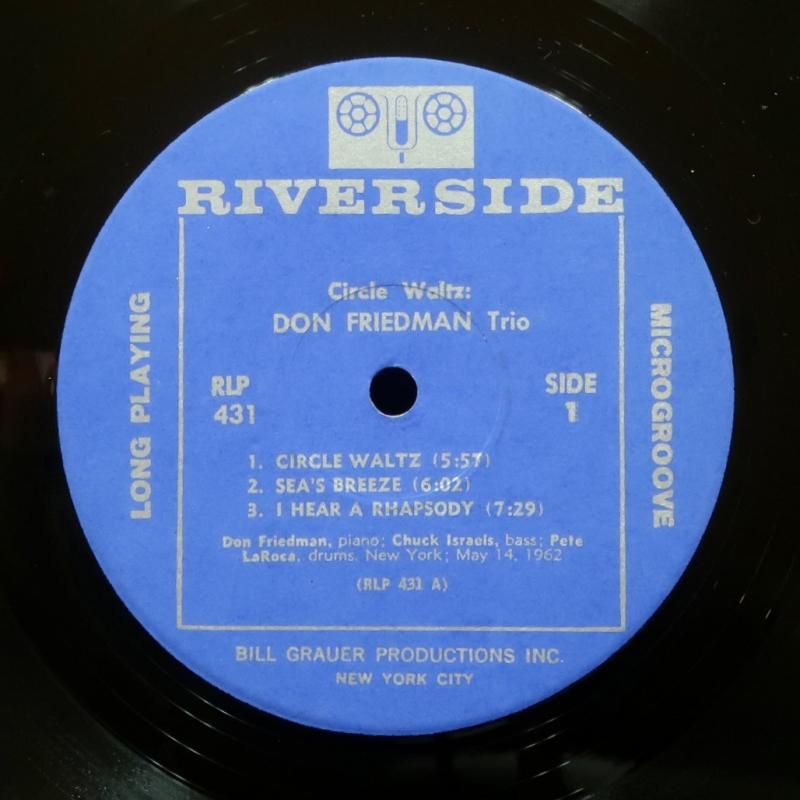 RIVERSIDE
Circle Waltz:
DON FRIEDMAN Trio
RLP
431
SIDE
1
LONG PLAYING
MICROGROOVE
1. CIRCLE WALTZ (5:57)
2. SEA'S BREEZE (6:02)
3. I HEAR A RHAPSODY (7:29)
Don Friedman, piano; Chuck Israels, bass; Pete
LaRoca, drums. New York; May 14, 1962
(RLP 431 A)
BILL GRAUER PRODUCTIONS INC.
NEW YORK CITY